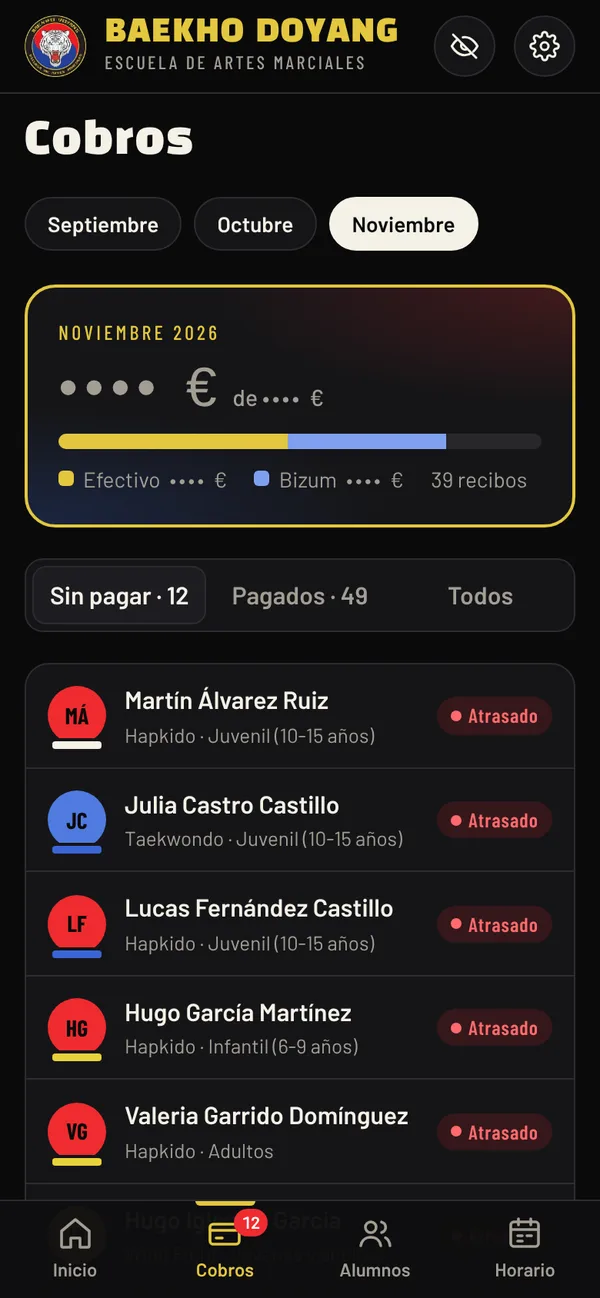 BAEKHO DOYANG
ESCUELA DE ARTES MARCIALES
Cobros
Septiembre
Octubre
Noviembre
NOVIEMBRE 2026
•••• € de •••• €
Efectivo •••• € Bizum •••• € 39 recibos
Sin pagar · 12
Pagados · 49
Todos
MÁ
Martín Álvarez Ruiz
Hapkido · Juvenil (10-15 años)
Atrasado
JC
Julia Castro Castillo
Taekwondo · Juvenil (10-15 años)
Atrasado
LF
Lucas Fernández Castillo
Hapkido · Juvenil (10-15 años)
Atrasado
HG
Hugo García Martínez
Hapkido · Infantil (6-9 años)
Atrasado
VG
Valeria Garrido Domínguez
Hapkido · Adultos
Atrasado
Hugo
García
12
Inicio
Cobros
Alumnos
Horario